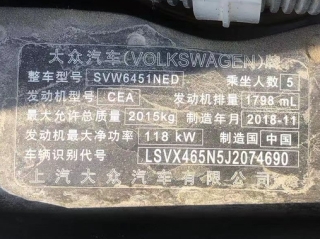 大众汽车(VOLKSWAGEN)牌
整车型号 SVW6451NED 乘坐人数 5
发动机型号 CEA 发动机排量 1798 mL
最大允许总质量 2015kg 制造年月 2018-11
发动机最大净功率 118 kW 制造国 中国
车辆识别代号 LSVX465N5J2074690
上汽大众汽车有限公司